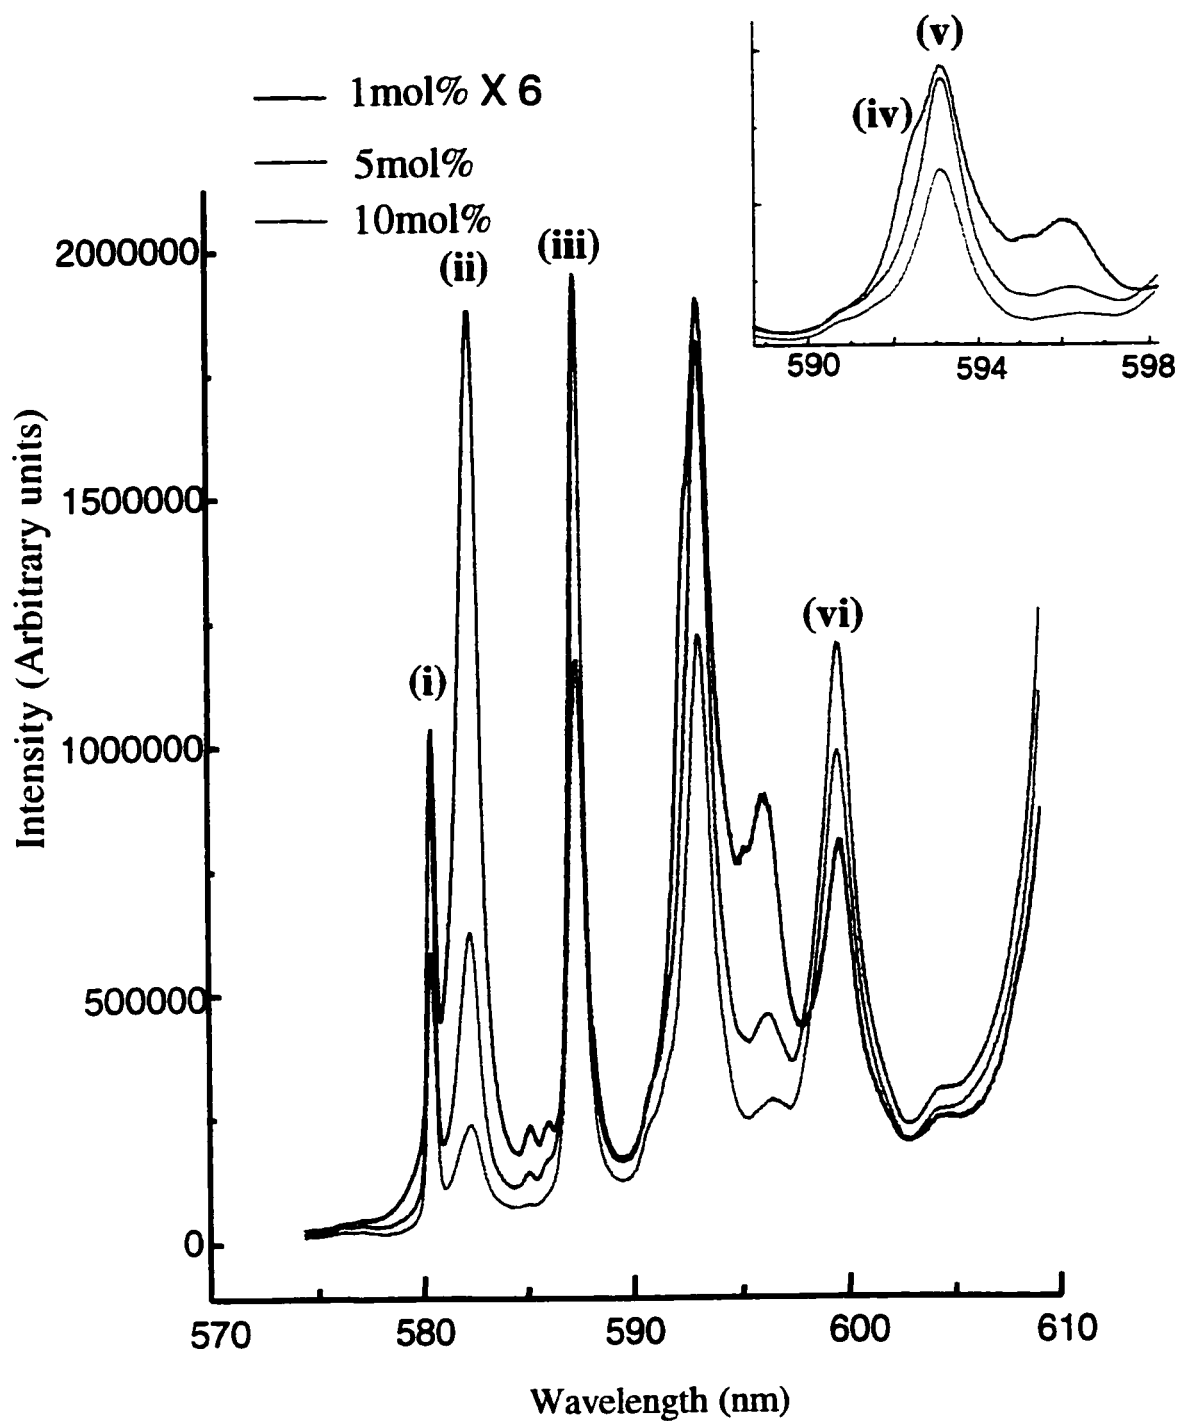 (v)
1mol% X 6
(iv)
5mol%
10mol%
(ii)
(iii)
2000000
590
594
598
1500000
(vi)
(i)
1000000
500000
0
570
580
590
600
610
Intensity (Arbitrary units)
Wavelength (nm)